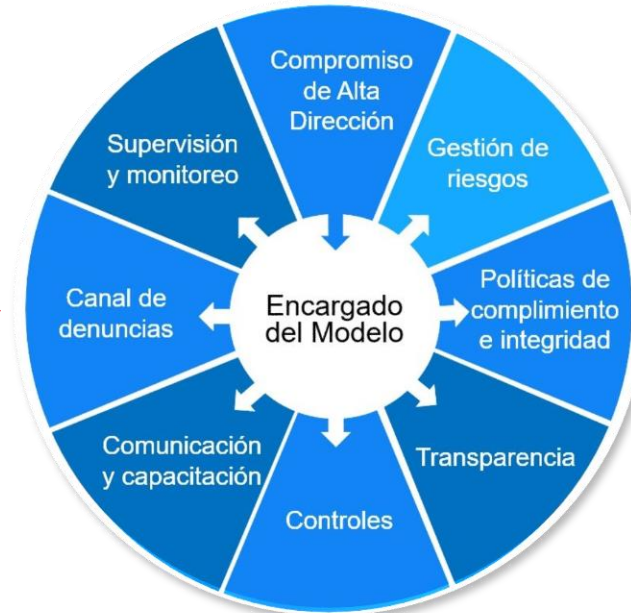 Compromiso
de Alta
Dirección
Gestión de
riesgos
Políticas de
complimiento
e integridad
Transparencia
Controles
Comunicación
y capacitación
Canal de
denuncias
Supervisión
y monitoreo
Encargado
del Modelo